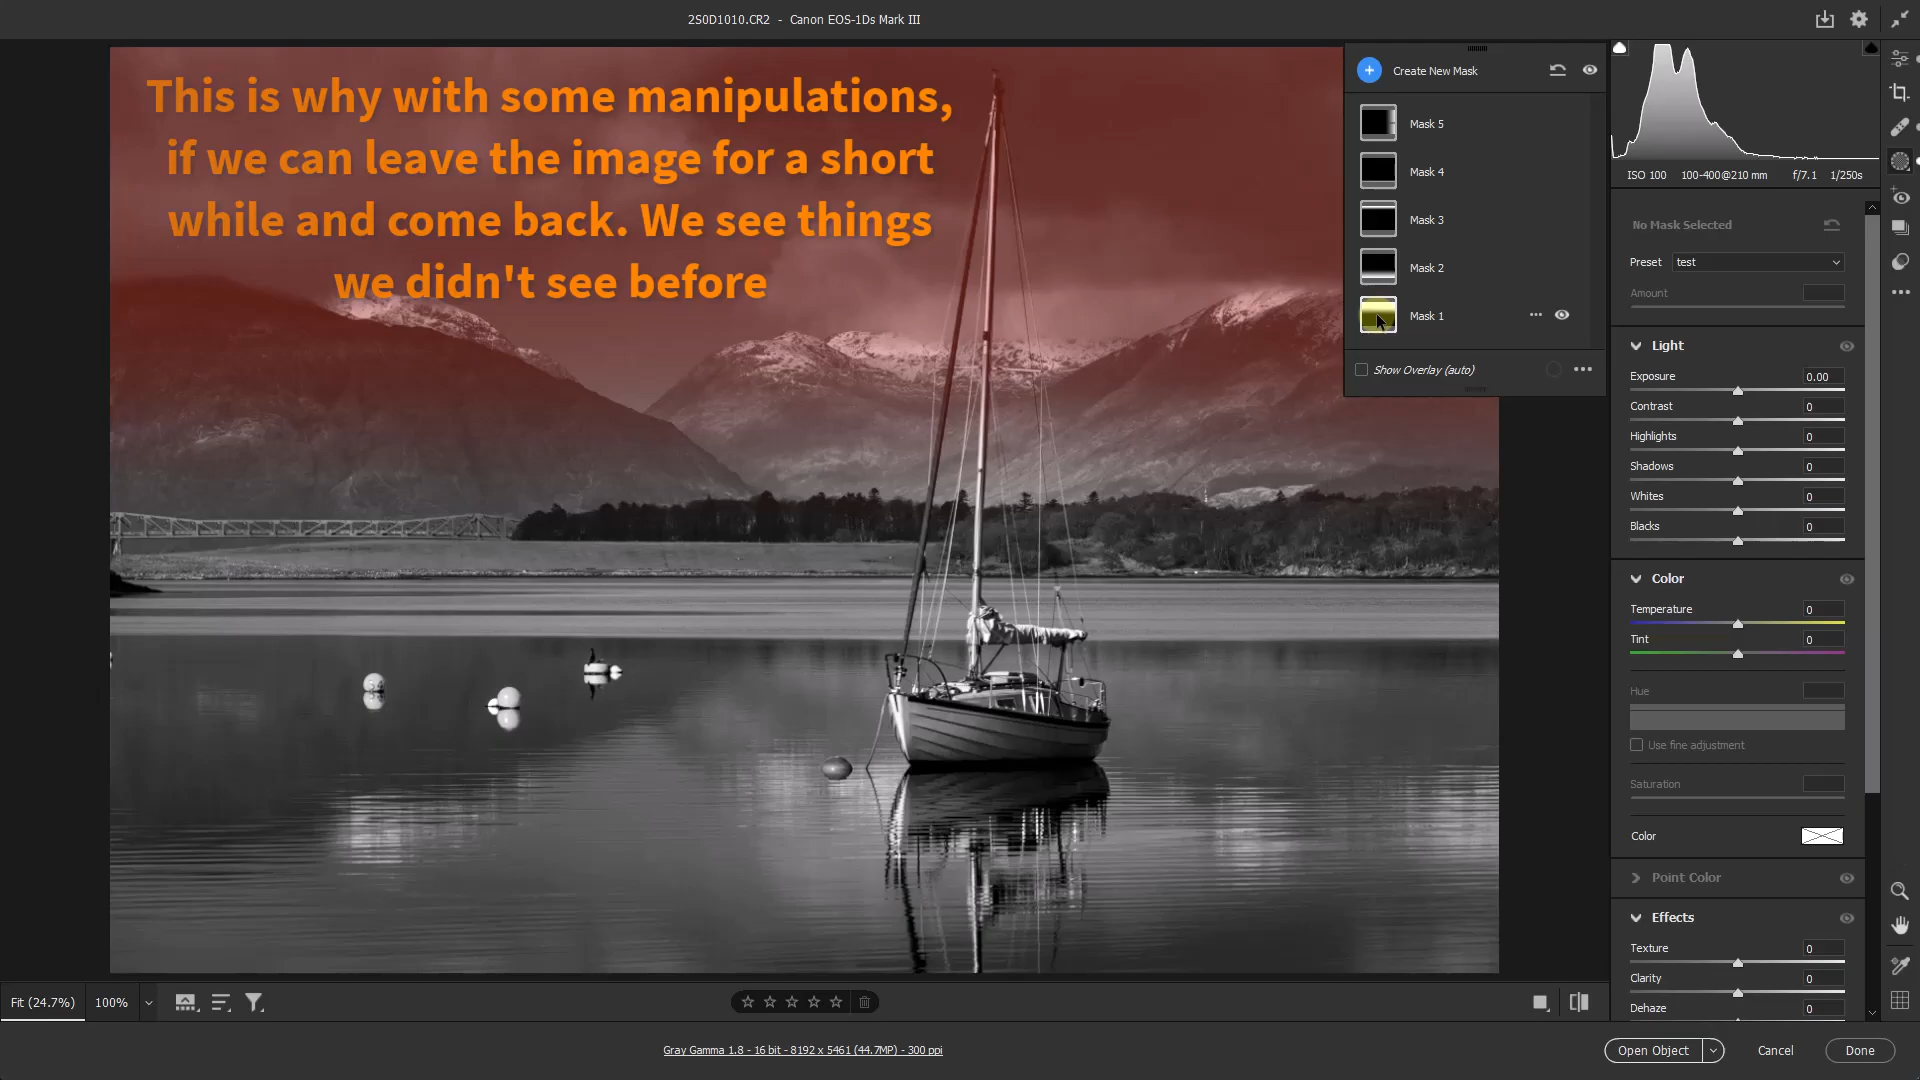 2S0D1010.CR2 - Canon EOS-1Ds Mark III
This is why with some manipulations,
if we can leave the image for a short
while and come back. We see things
we didn't see before
Create New Mask
Mask 5
Mask 4
Mask 3
Mask 2
Mask 1
Show Overlay (auto)
ISO 100 100-400@210 mm f/7.1 1/250s
No Mask Selected
Preset test
Amount
Light
Exposure 0.00
Contrast 0
Highlights 0
Shadows 0
Whites 0
Blacks 0
Color
Temperature 0
Tint 0
Hue
Use fine adjustment
Saturation
Color
Point Color
Effects
Texture 0
Clarity 0
Dehaze 0
Fit (24.7%) 100%
Gray Gamma 1.8 - 16 bit - 8192 x 5461 (44.7MP) - 300 ppi
Open Object Cancel Done